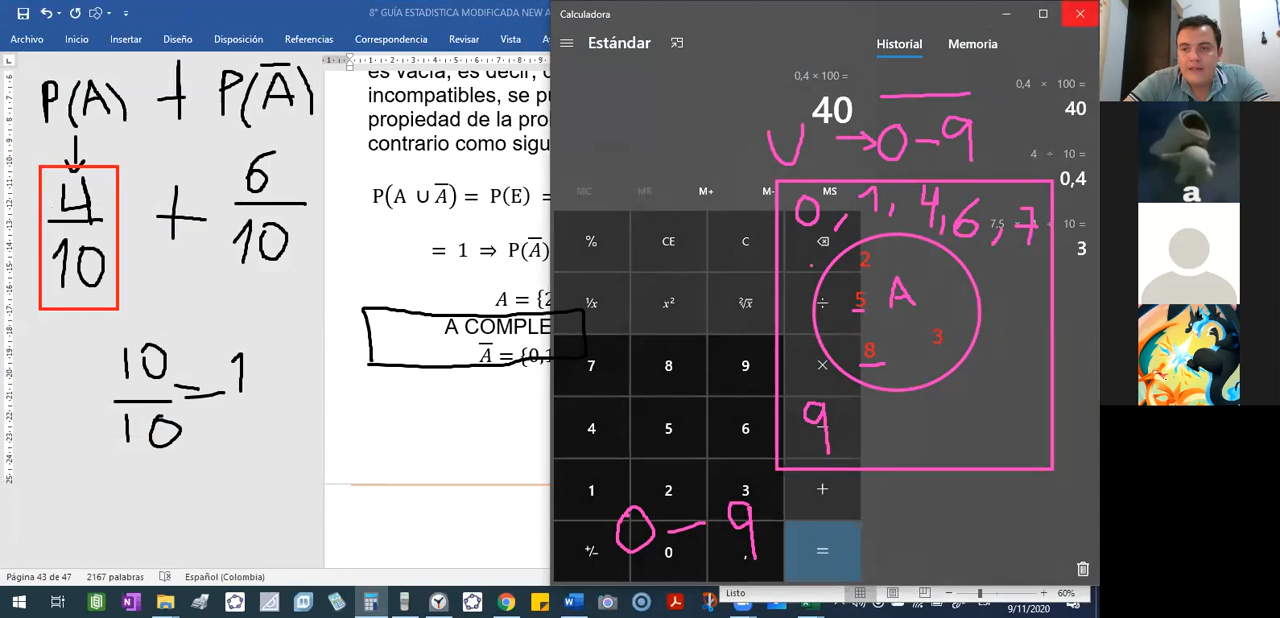 8° GUÍA ESTADISTICA MODIFICADA NEW A
Archivo Inicio Insertar Diseño Disposición Referencias Correspondencia Revisar Vista
P(A) + P(A̅)
4/10 + 6/10
10/10 = 1
incompatibles, se pu
propiedad de la prol
contrario como sigu
P(A ∪ A̅) = P(E) =
= 1 ⇒ P(A̅)
A = {2
A COMPLE
A̅ = {0,1
Calculadora
Estándar
Historial Memoria
0,4 × 100 =
40
0,4 × 100 =
40
4 ÷ 10 =
0,4
7,5 × 4 ÷ 10 =
3
U → 0 - 9
MC MR M+ M- MS
0, 1, 4, 6, 7
2
A
5
3
8
9
% CE C
⅟x x² ²√x ÷
7 8 9 ×
4 5 6 −
1 2 3 +
+/− 0 , =
0 - 9
a
Página 43 de 47 2167 palabras Español (Colombia)
Listo
60%
9/11/2020